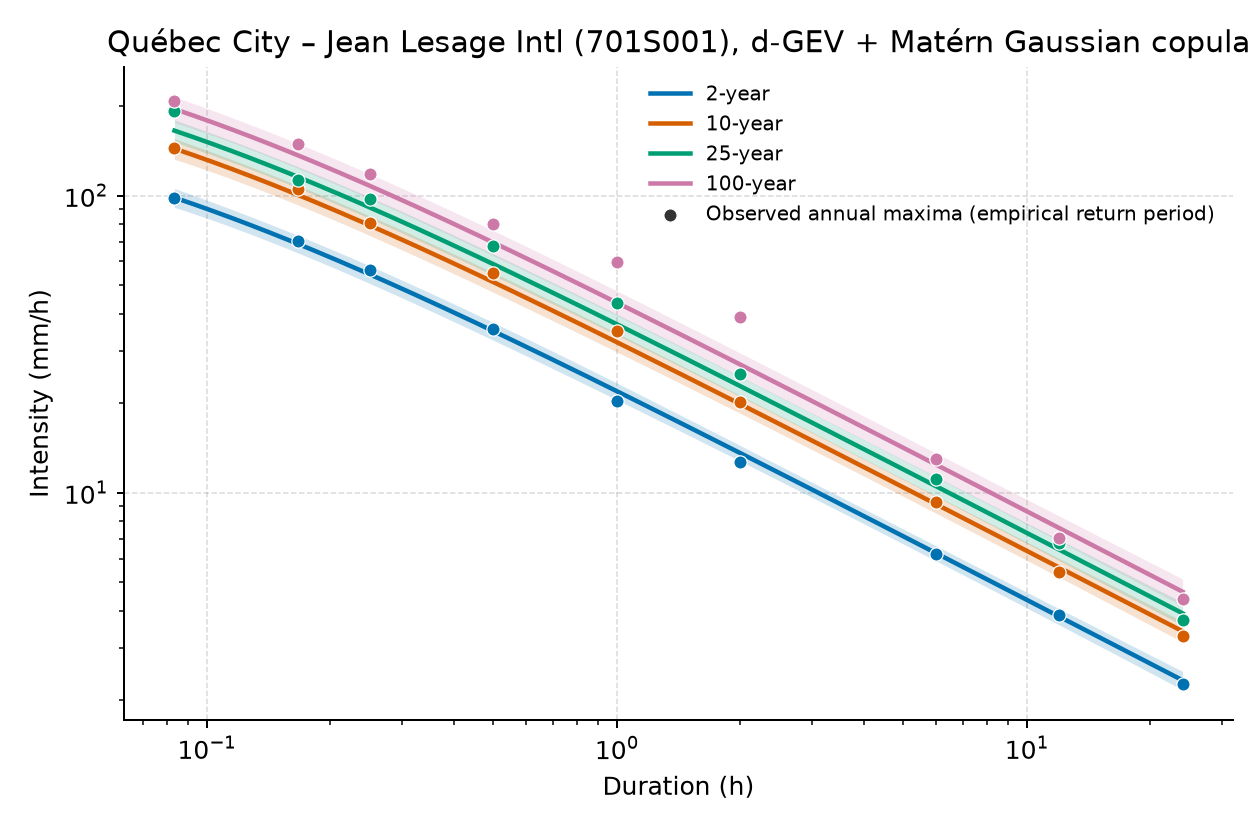 Québec City – Jean Lesage Intl (701S001), d-GEV + Matérn Gaussian copula
2-year
10-year
25-year
100-year
Observed annual maxima (empirical return period)
Intensity (mm/h)
10²
10¹
10⁻¹
10⁰
10¹
Duration (h)